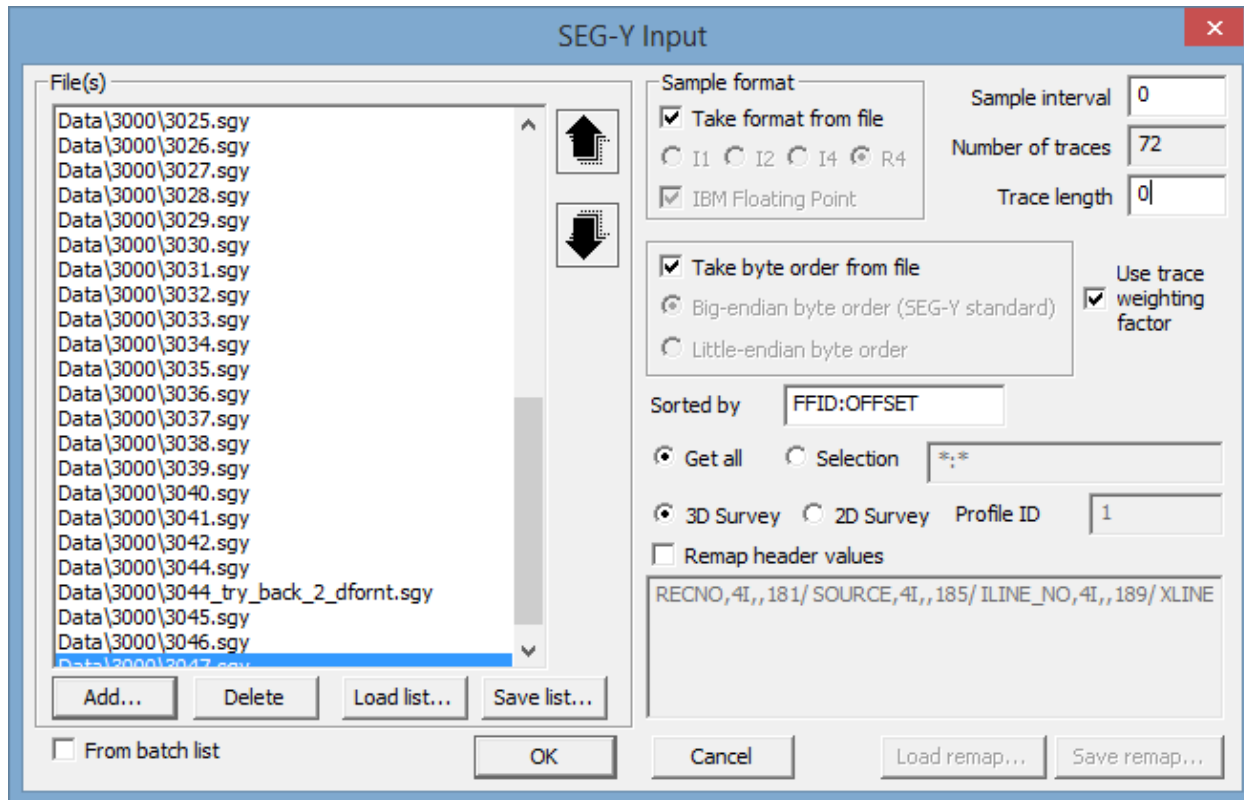 SEG-Y Input
File(s)
Data\3000\3025.sgy
Data\3000\3026.sgy
Data\3000\3027.sgy
Data\3000\3028.sgy
Data\3000\3029.sgy
Data\3000\3030.sgy
Data\3000\3031.sgy
Data\3000\3032.sgy
Data\3000\3033.sgy
Data\3000\3034.sgy
Data\3000\3035.sgy
Data\3000\3036.sgy
Data\3000\3037.sgy
Data\3000\3038.sgy
Data\3000\3039.sgy
Data\3000\3040.sgy
Data\3000\3041.sgy
Data\3000\3042.sgy
Data\3000\3044.sgy
Data\3000\3044_try_back_2_dfornt.sgy
Data\3000\3045.sgy
Data\3000\3046.sgy
Data\3000\3047.sgy
Add... Delete Load list... Save list...
From batch list
OK
Sample format
Take format from file
I1 I2 I4 R4
IBM Floating Point
Sample interval 0
Number of traces 72
Trace length 0
Take byte order from file
Big-endian byte order (SEG-Y standard)
Little-endian byte order
Use trace
weighting
factor
Sorted by FFID:OFFSET
Get all Selection *:*
3D Survey 2D Survey Profile ID 1
Remap header values
RECNO,4I,,181/ SOURCE,4I,,185/ ILINE_NO,4I,,189/ XLINE
Cancel Load remap... Save remap...